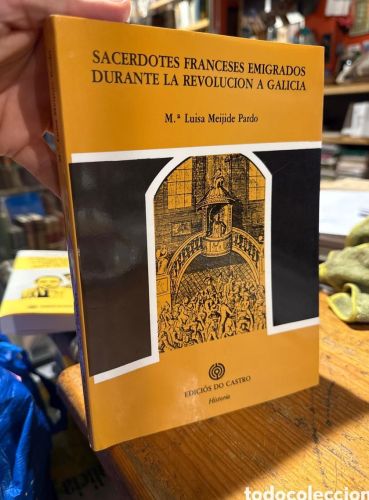 SACERDOTES FRANCESES EMIGRADOS
DURANTE LA REVOLUCION A GALICIA
M.ª Luisa Meijide Pardo
EDICIÓS DO CASTRO
Historia
todocoleccion